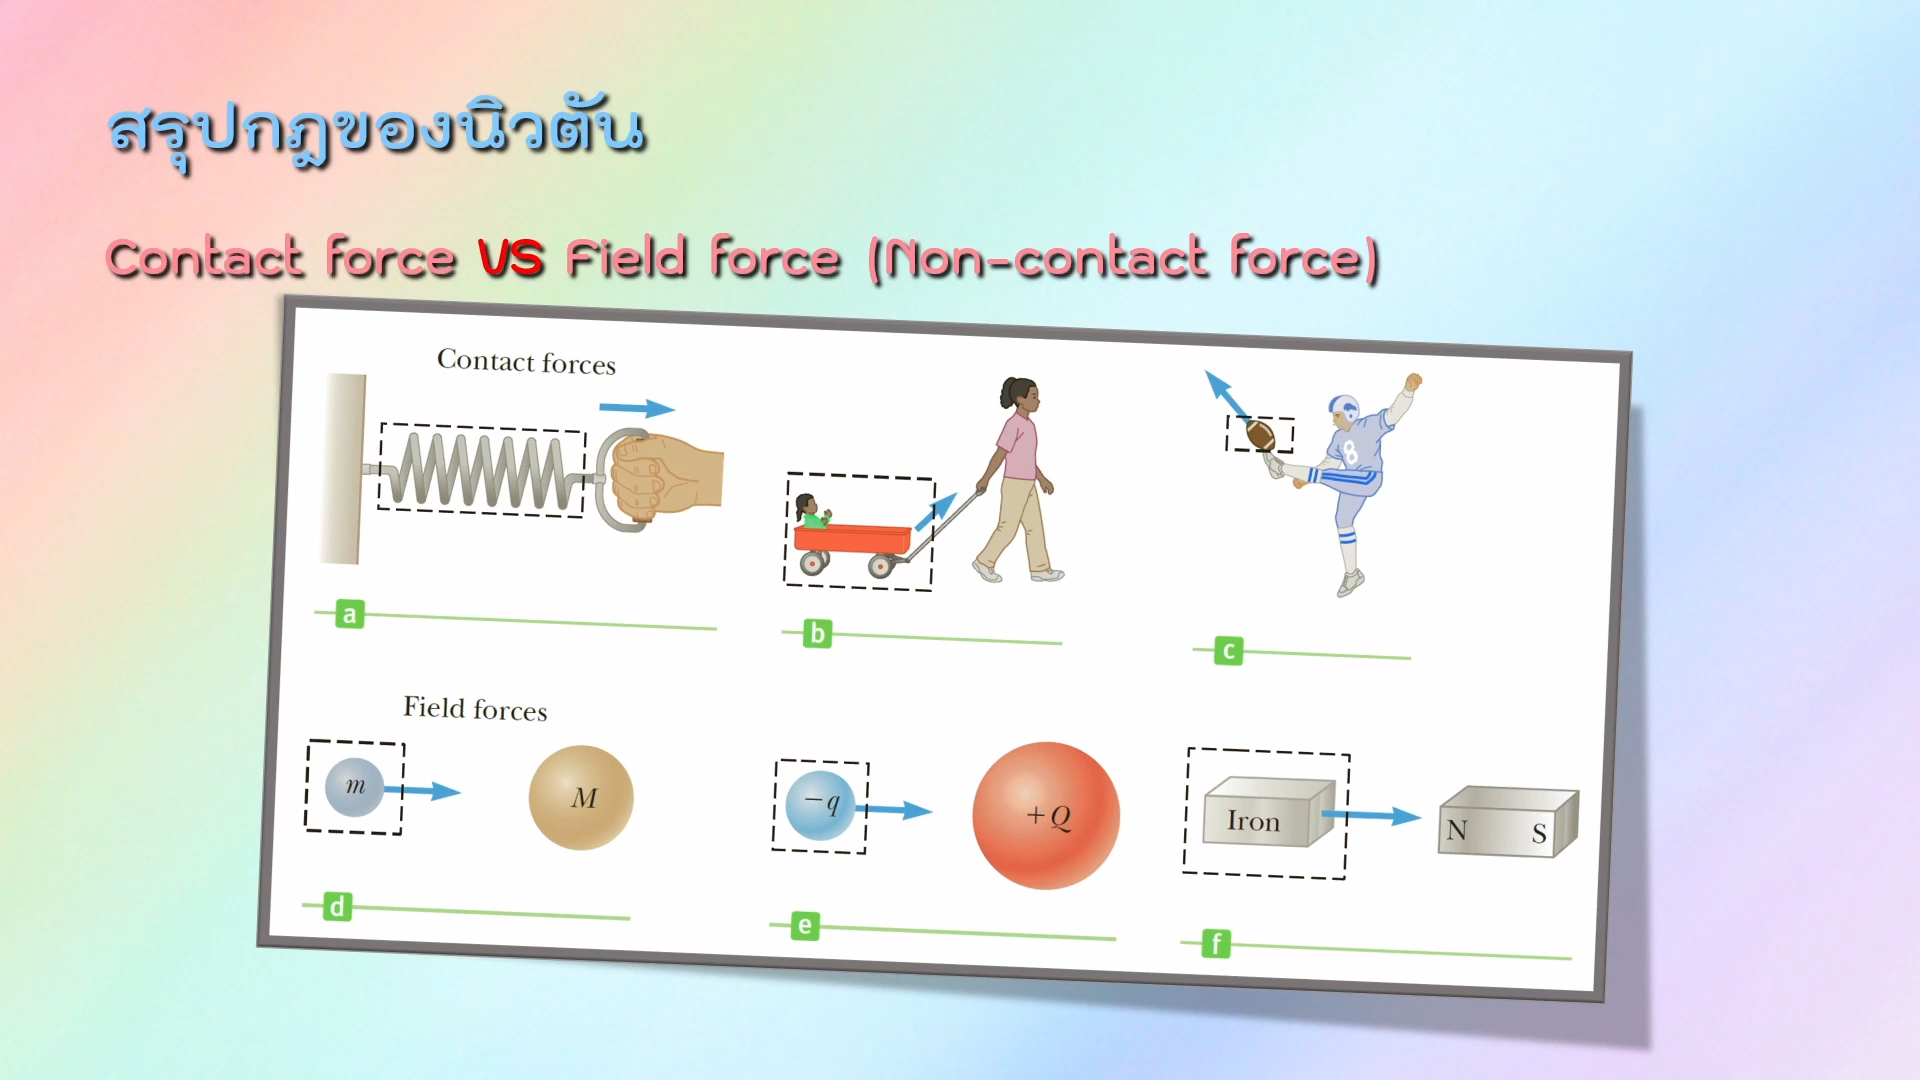 สรุปกฎของนิวตัน
Contact force VS Field force (Non-contact force)
Contact forces
8
a
b
c
Field forces
m
M
−q
+Q
Iron
N S
d
e
f